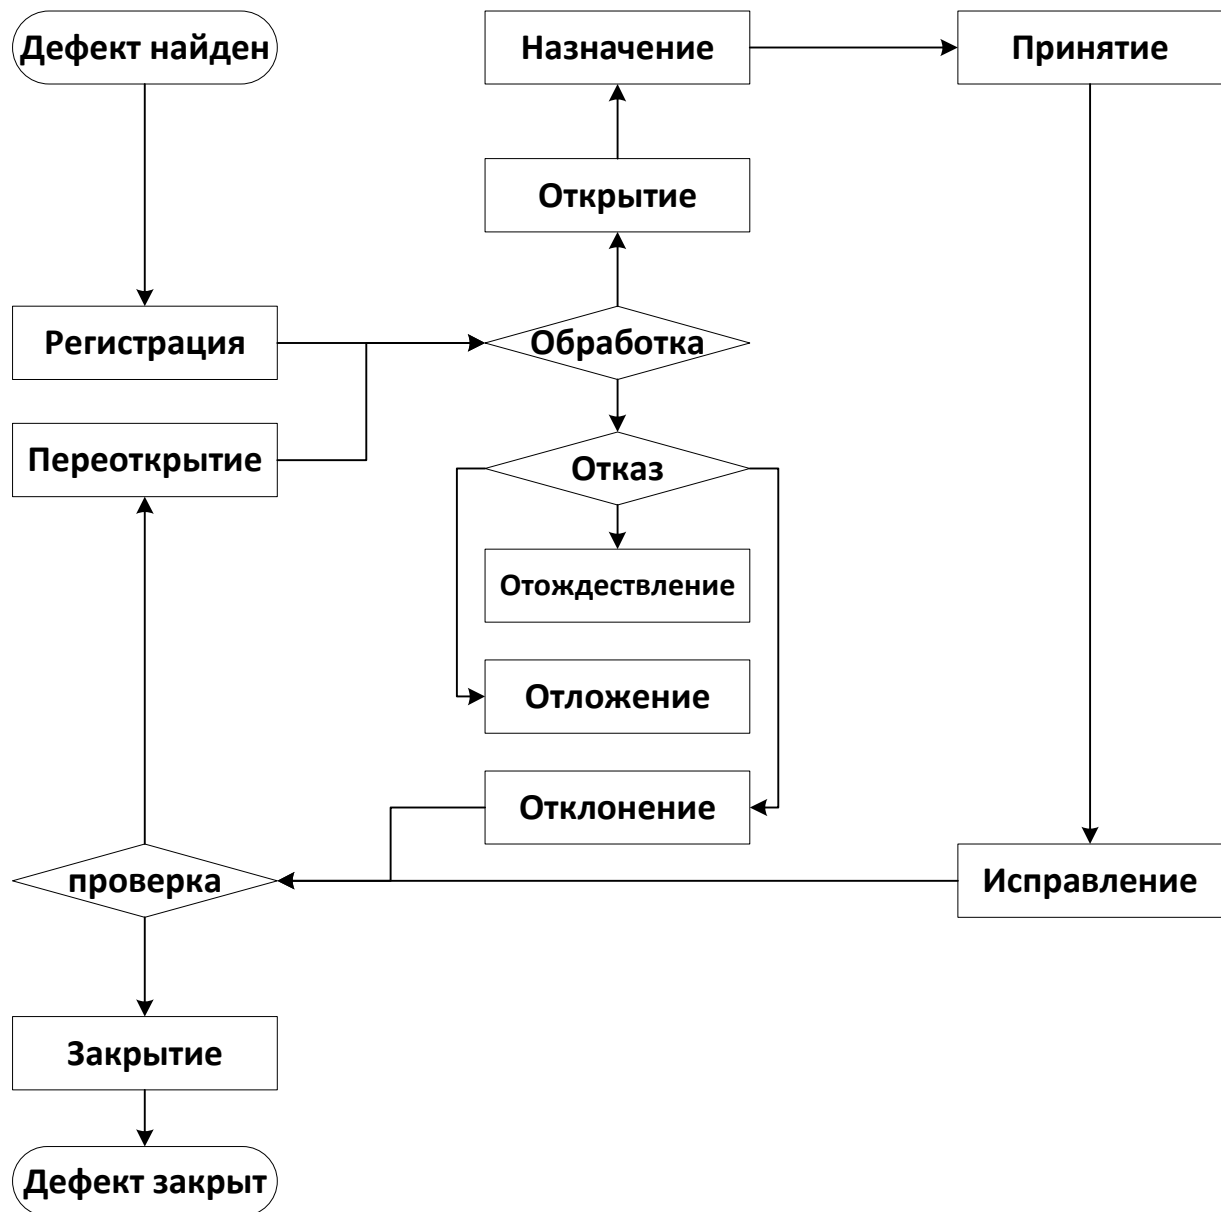 Дефект найден
Назначение
Принятие
Открытие
Регистрация
Обработка
Переоткрытие
Отказ
Отождествление
Отложение
Отклонение
проверка
Исправление
Закрытие
Дефект закрыт